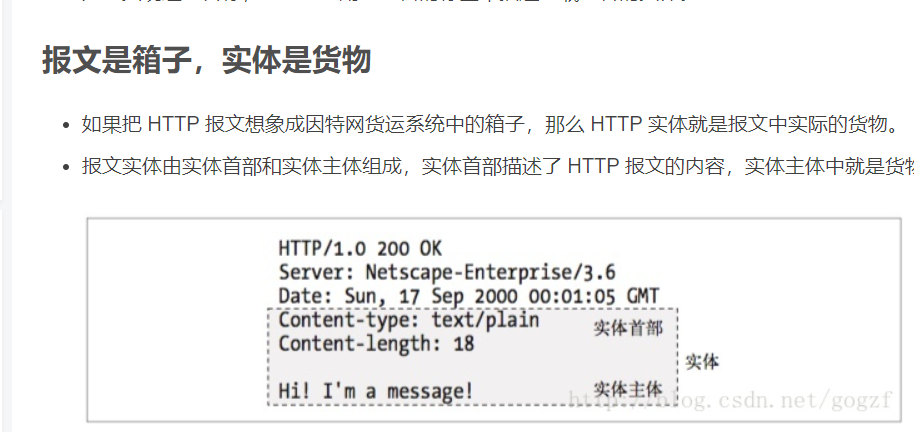 报文是箱子，实体是货物
如果把 HTTP 报文想象成因特网货运系统中的箱子，那么 HTTP 实体就是报文中实际的货物。
报文实体由实体首部和实体主体组成，实体首部描述了 HTTP 报文的内容，实体主体中就是货
HTTP/1.0 200 OK
Server: Netscape-Enterprise/3.6
Date: Sun, 17 Sep 2000 00:01:05 GMT
Content-type: text/plain
实体首部
Content-length: 18
实体
Hi! I'm a message!
实体主体
http://blog.csdn.net/gogzf